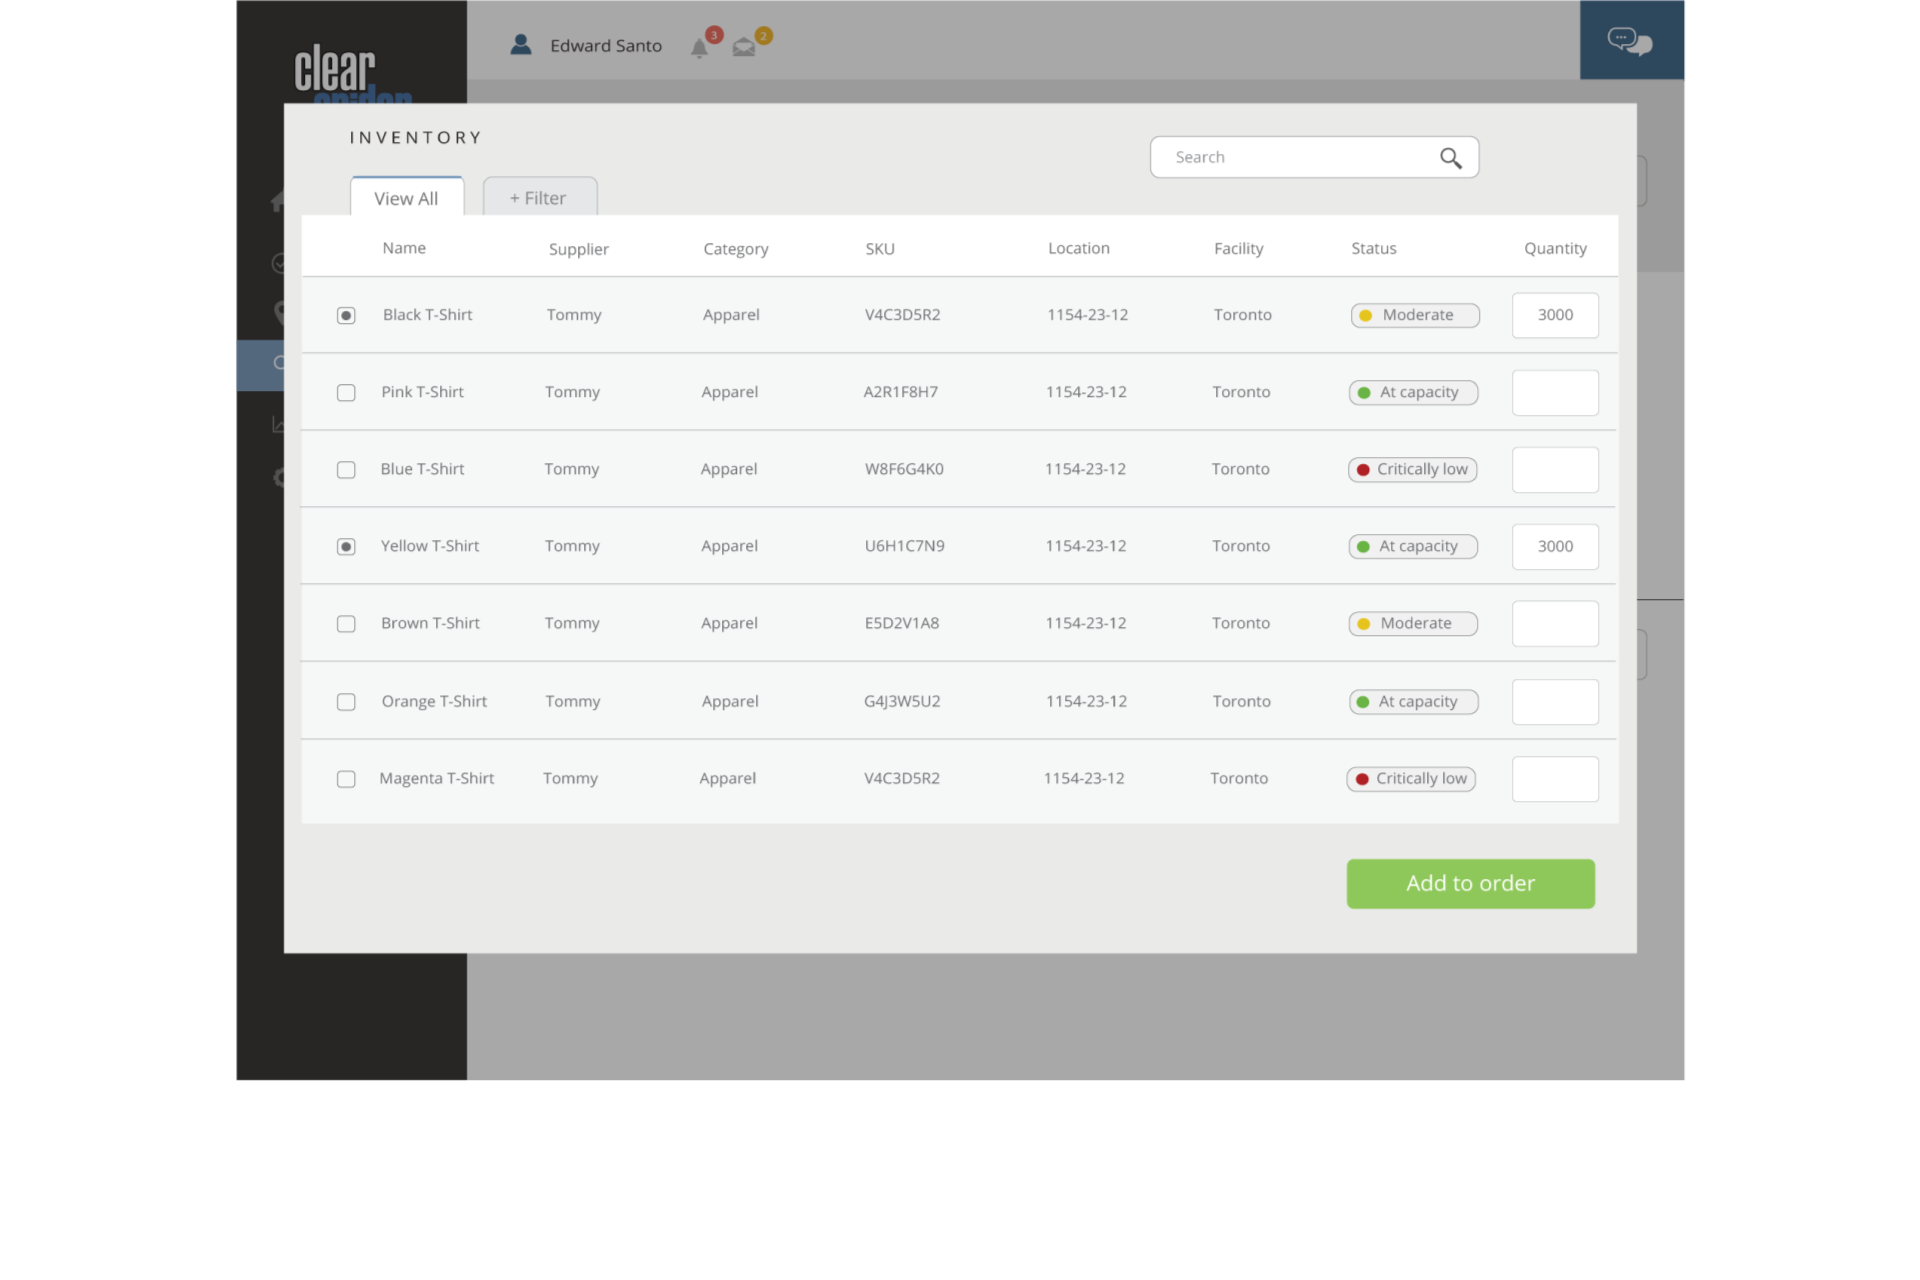 clear
Edward Santo 3 2
INVENTORY
Search
View All + Filter
Name Supplier Category SKU Location Facility Status Quantity
Black T-Shirt Tommy Apparel V4C3D5R2 1154-23-12 Toronto Moderate 3000
Pink T-Shirt Tommy Apparel A2R1F8H7 1154-23-12 Toronto At capacity
Blue T-Shirt Tommy Apparel W8F6G4K0 1154-23-12 Toronto Critically low
Yellow T-Shirt Tommy Apparel U6H1C7N9 1154-23-12 Toronto At capacity 3000
Brown T-Shirt Tommy Apparel E5D2V1A8 1154-23-12 Toronto Moderate
Orange T-Shirt Tommy Apparel G4J3W5U2 1154-23-12 Toronto At capacity
Magenta T-Shirt Tommy Apparel V4C3D5R2 1154-23-12 Toronto Critically low
Add to order